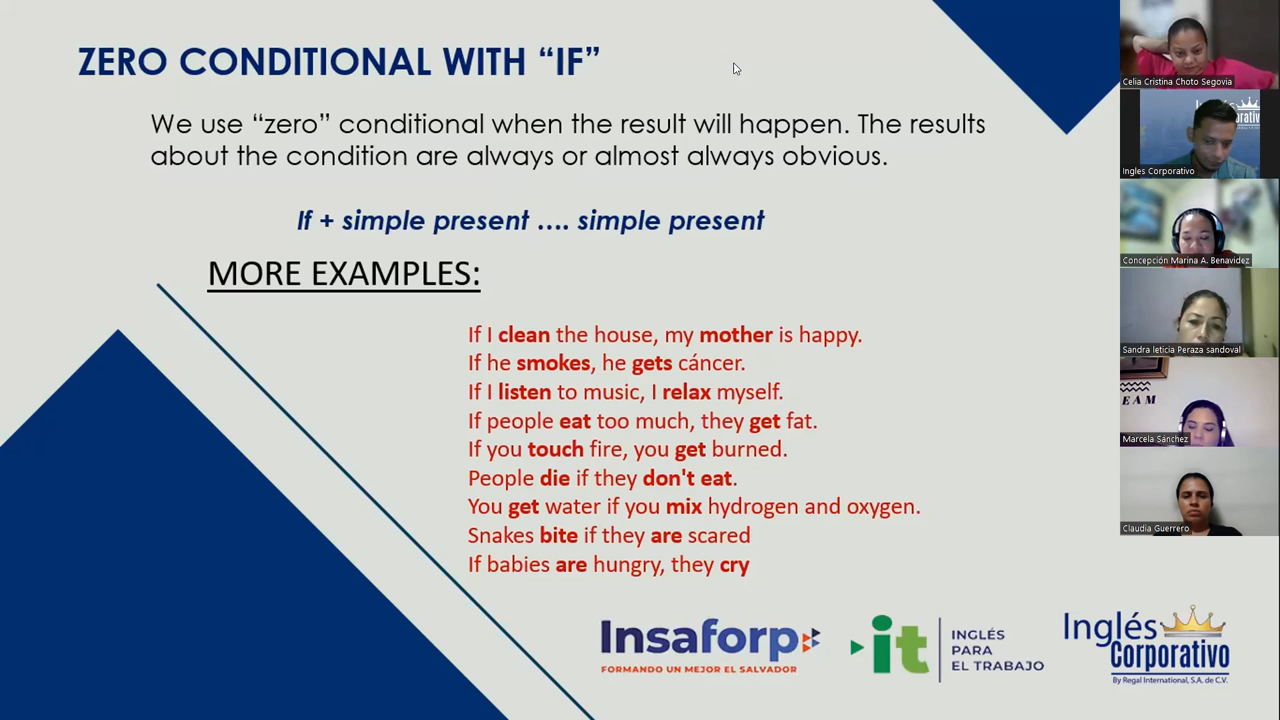 ZERO CONDITIONAL WITH “IF”
We use “zero” conditional when the result will happen. The results
about the condition are always or almost always obvious.
If + simple present .... simple present
MORE EXAMPLES:
If I clean the house, my mother is happy.
If he smokes, he gets cáncer.
If I listen to music, I relax myself.
If people eat too much, they get fat.
If you touch fire, you get burned.
People die if they don't eat.
You get water if you mix hydrogen and oxygen.
Snakes bite if they are scared
If babies are hungry, they cry
Insaforp
FORMANDO UN MEJOR EL SALVADOR
it
INGLÉS
PARA
EL TRABAJO
Inglés
Corporativo
By Regal International, S.A. de C.V.
Celia Cristina Choto Segovia
Ingles Corporativo
Concepción Marina A. Benavidez
Sandra leticia Peraza sandoval
EAM
Marcela Sánchez
Claudia Guerrero